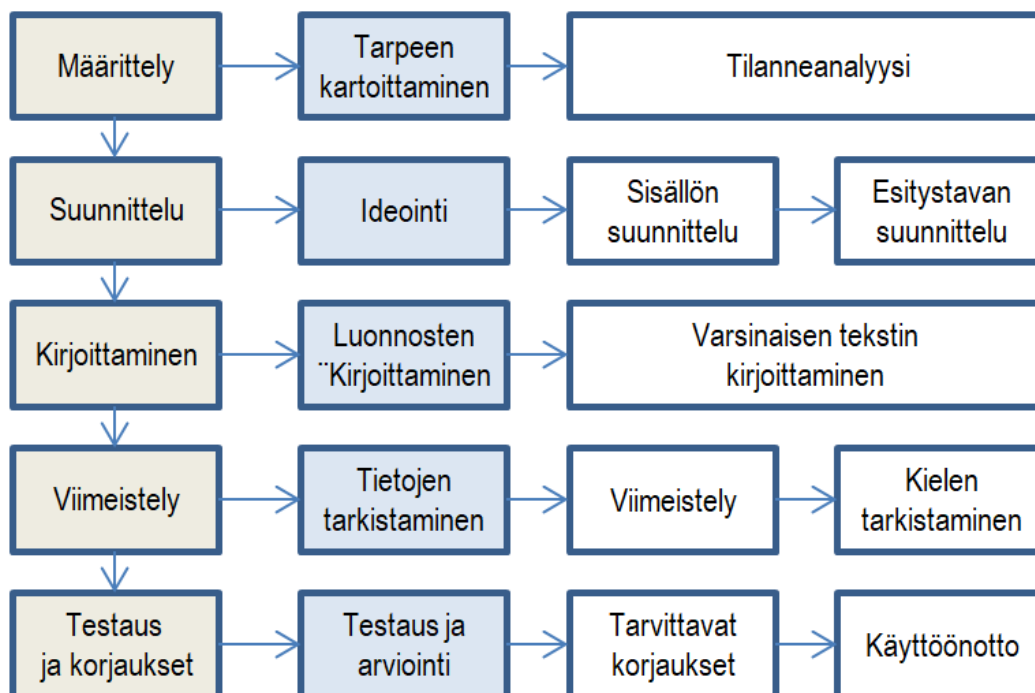 Määrittely
Tarpeen
kartoittaminen
Tilanneanalyysi
Suunnittelu
Ideointi
Sisällön
suunnittelu
Esitystavan
suunnittelu
Kirjoittaminen
Luonnosten
¨Kirjoittaminen
Varsinaisen tekstin
kirjoittaminen
Viimeistely
Tietojen
tarkistaminen
Viimeistely
Kielen
tarkistaminen
Testaus
ja korjaukset
Testaus ja
arviointi
Tarvittavat
korjaukset
Käyttöönotto